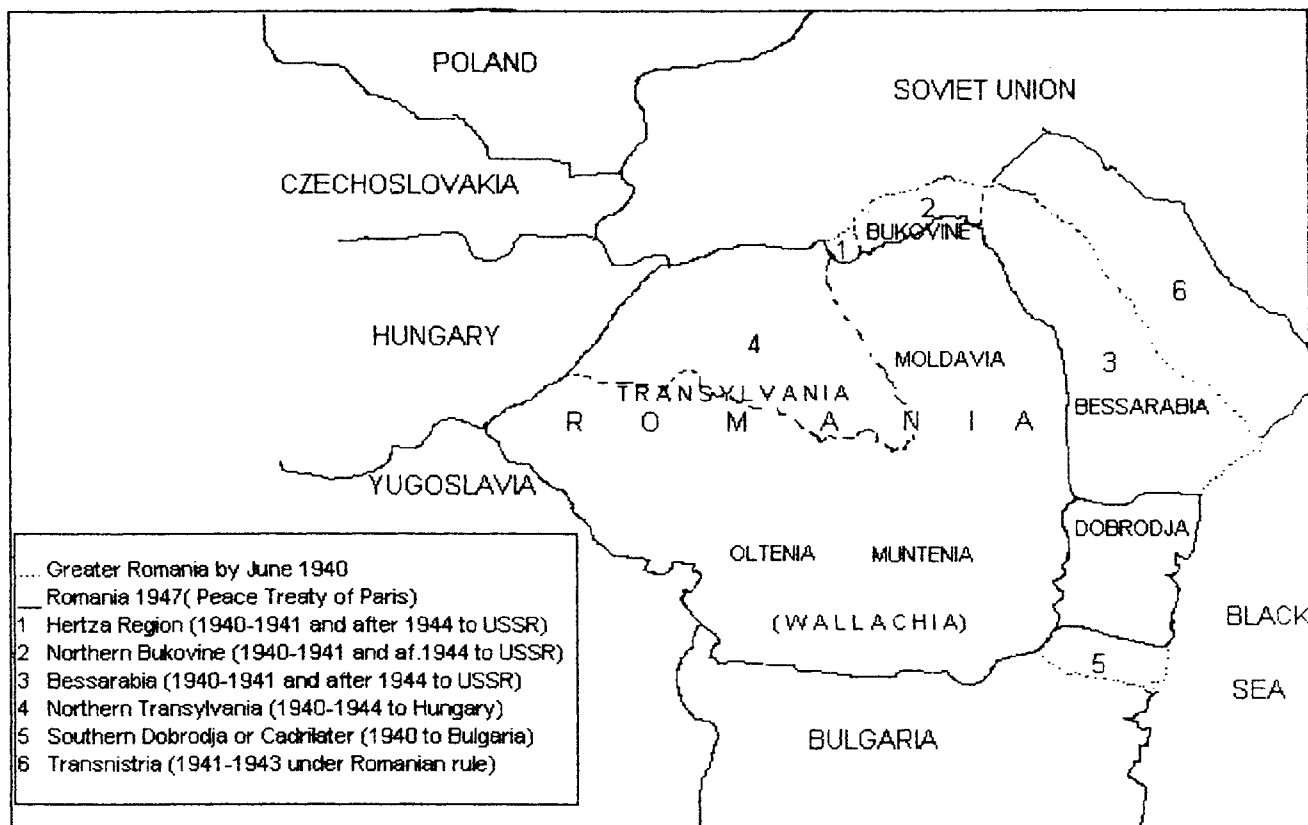 POLAND
SOVIET UNION
CZECHOSLOVAKIA
2
BUKOVINE
1
6
HUNGARY
4
MOLDAVIA
3
TRANSYLVANIA
BESSARABIA
R O M A N I A
YUGOSLAVIA
DOBRODJA
OLTENIA
MUNTENIA
(WALLACHIA)
BLACK
5
SEA
BULGARIA
.... Greater Romania by June 1940
__ Romania 1947( Peace Treaty of Paris)
1 Hertza Region (1940-1941 and after 1944 to USSR)
2 Northern Bukovine (1940-1941 and af.1944 to USSR)
3 Bessarabia (1940-1941 and after 1944 to USSR)
4 Northern Transylvania (1940-1944 to Hungary)
5 Southern Dobrodja or Cadrilater (1940 to Bulgaria)
6 Transnistria (1941-1943 under Romanian rule)